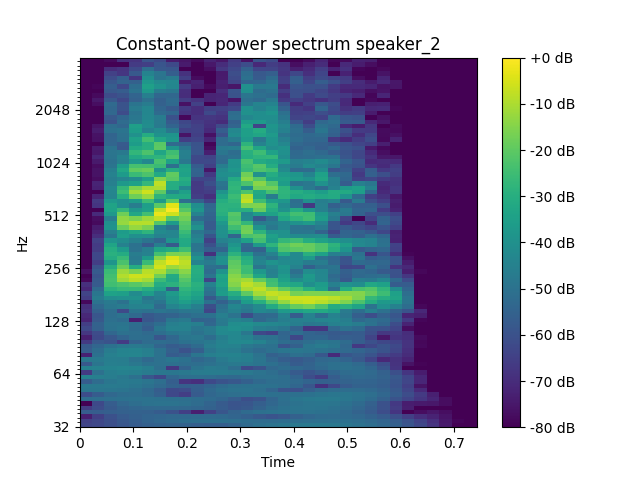 Constant-Q power spectrum speaker_2
+0 dB
-10 dB
-20 dB
-30 dB
-40 dB
-50 dB
-60 dB
-70 dB
-80 dB
Hz
2048
1024
512
256
128
64
32
0 0.1 0.2 0.3 0.4 0.5 0.6 0.7
Time